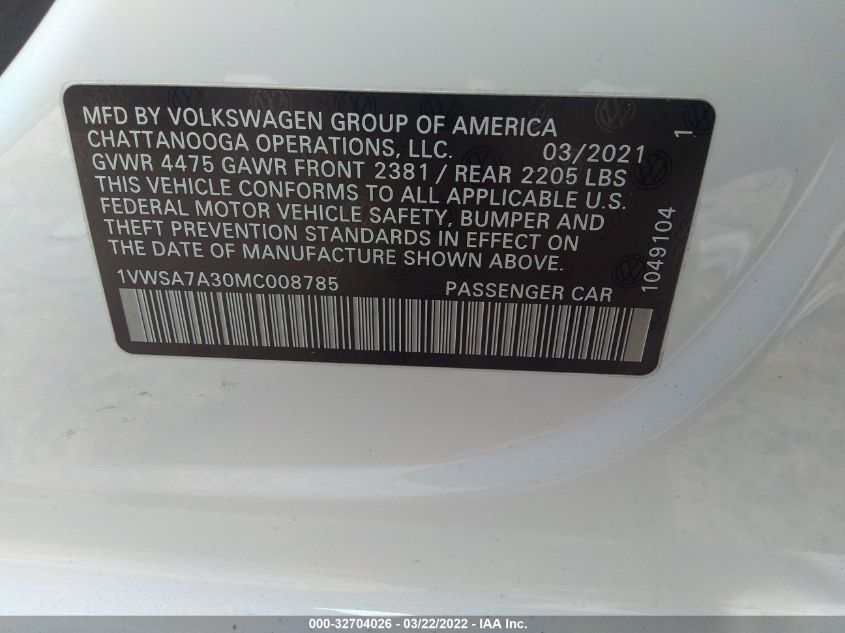 MFD BY VOLKSWAGEN GROUP OF AMERICA
CHATTANOOGA OPERATIONS, LLC. 03/2021
GVWR 4475 GAWR FRONT 2381 / REAR 2205 LBS
THIS VEHICLE CONFORMS TO ALL APPLICABLE U.S.
FEDERAL MOTOR VEHICLE SAFETY, BUMPER AND
THEFT PREVENTION STANDARDS IN EFFECT ON
THE DATE OF MANUFACTURE SHOWN ABOVE.
1VWSA7A30MC008785 PASSENGER CAR
1049104 1
000-32704026 - 03/22/2022 - IAA Inc.